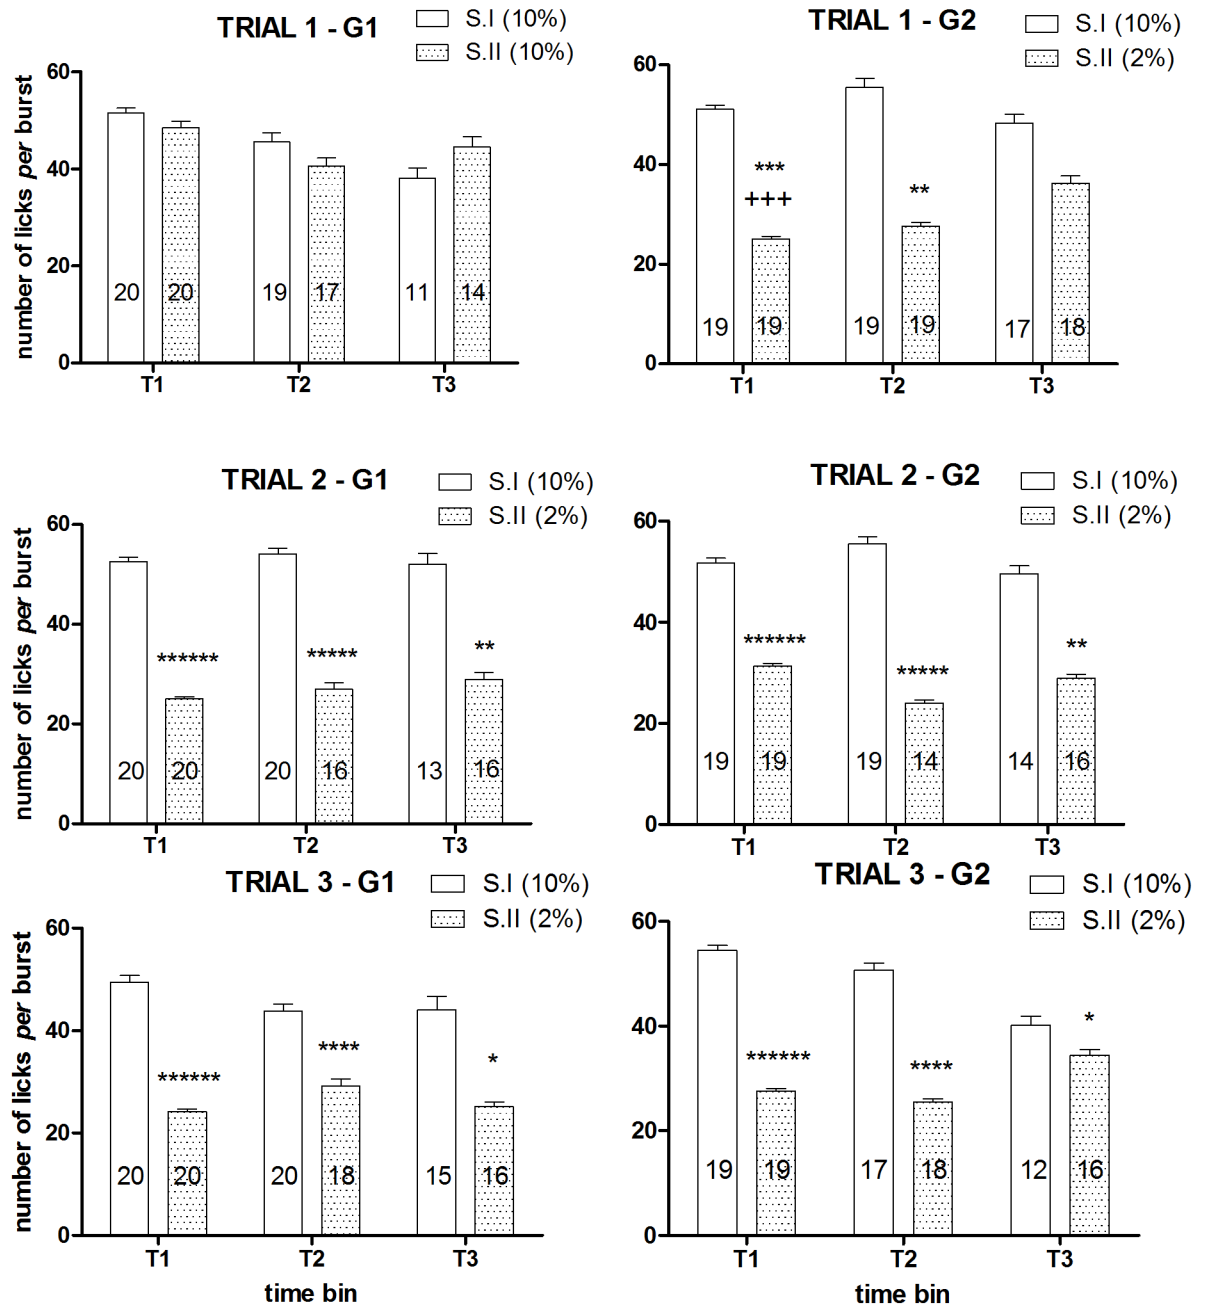 TRIAL 1 - G1
S.I (10%)
S.II (10%)
number of licks per burst
60
40
20
0
20 20 19 17 11 14
T1 T2 T3
TRIAL 1 - G2
S.I (10%)
S.II (2%)
60
40
20
0
***
+++
**
19 19 19 19 17 18
T1 T2 T3
TRIAL 2 - G1
S.I (10%)
S.II (2%)
number of licks per burst
60
40
20
0
****** ***** **
20 20 20 16 13 16
T1 T2 T3
TRIAL 2 - G2
S.I (10%)
S.II (2%)
60
40
20
0
****** ***** **
19 19 19 14 14 16
T1 T2 T3
TRIAL 3 - G1
S.I (10%)
S.II (2%)
number of licks per burst
60
40
20
0
****** **** *
20 20 20 18 15 16
T1 T2 T3
time bin
TRIAL 3 - G2
S.I (10%)
S.II (2%)
60
40
20
0
****** **** *
19 19 17 18 12 16
T1 T2 T3
time bin